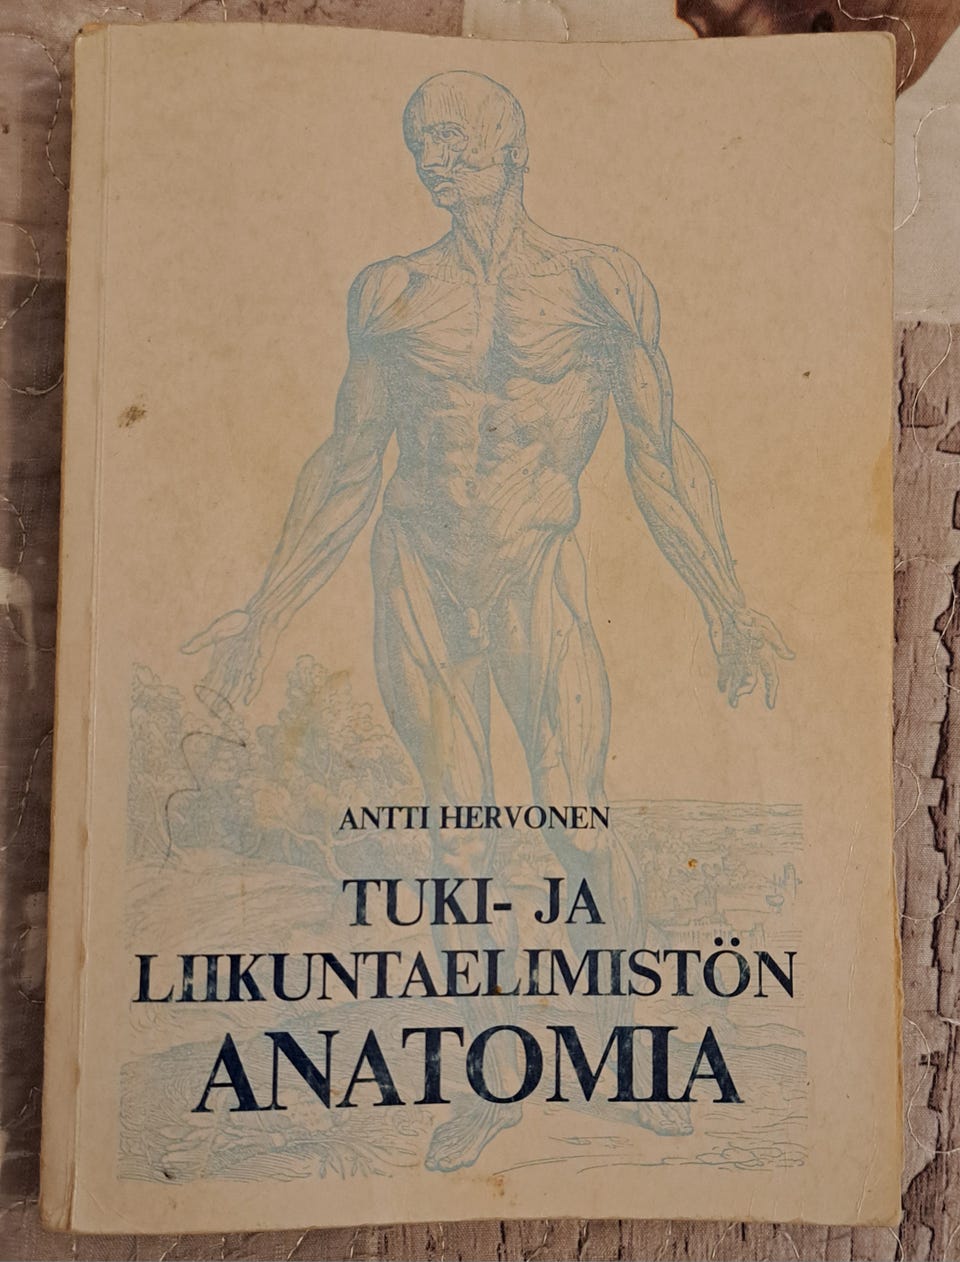 ANTTI HERVONEN
TUKI- JA
LIIKUNTAELIMISTÖN
ANATOMIA